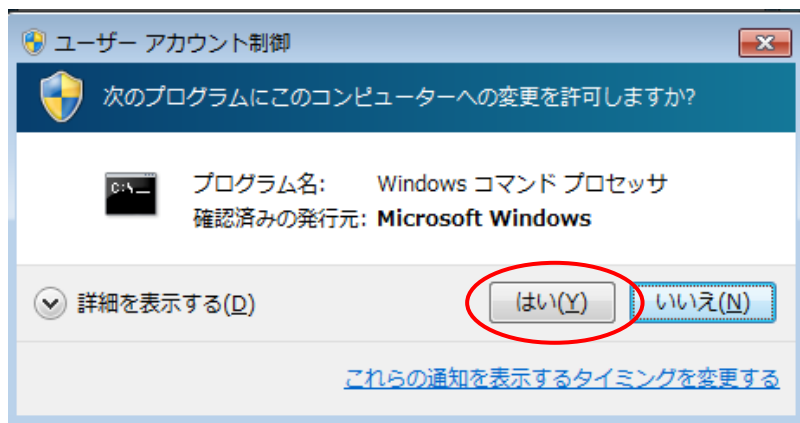 ユーザー アカウント制御
次のプログラムにこのコンピューターへの変更を許可しますか?
C:\_
プログラム名: Windows コマンド プロセッサ
確認済みの発行元: Microsoft Windows
詳細を表示する(D) はい(Y) いいえ(N)
これらの通知を表示するタイミングを変更する